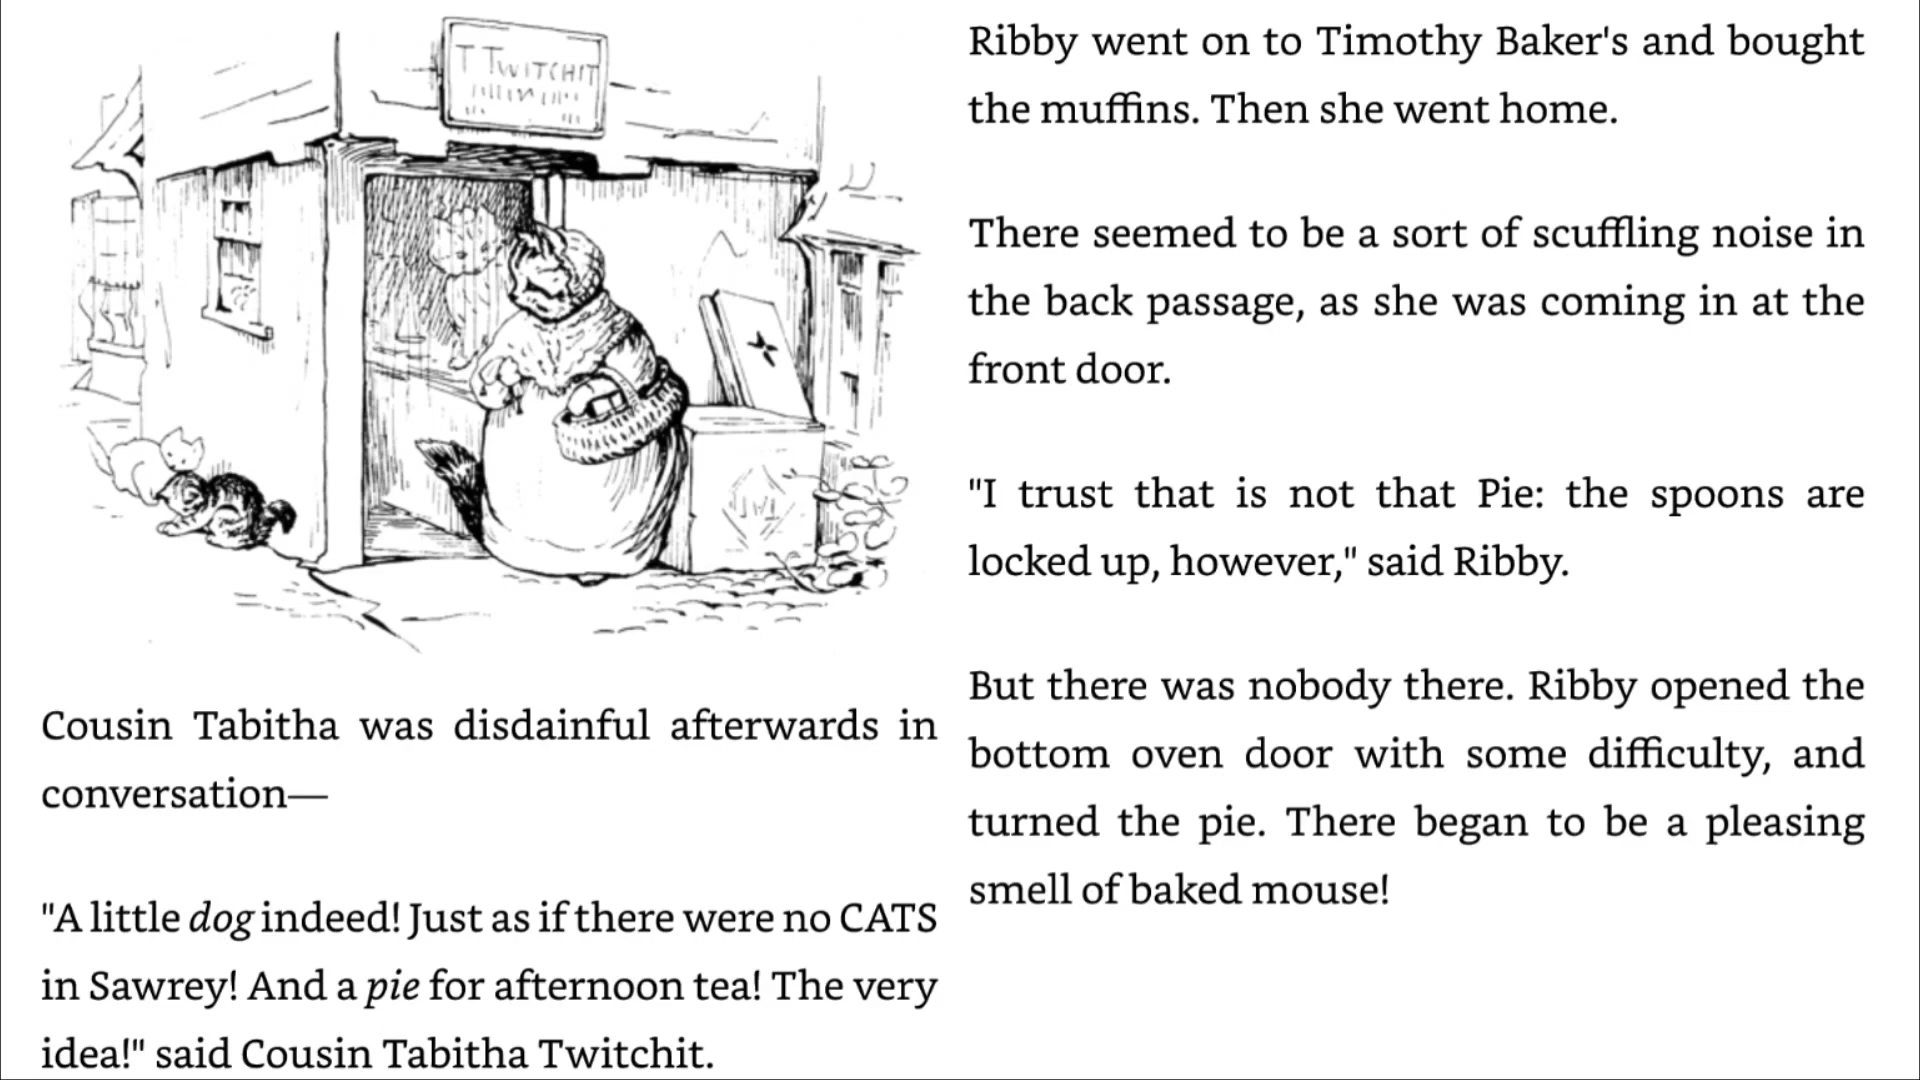 T TWITCHIT
Cousin Tabitha was disdainful afterwards in
conversation—
"A little dog indeed! Just as if there were no CATS
in Sawrey! And a pie for afternoon tea! The very
idea!" said Cousin Tabitha Twitchit.
Ribby went on to Timothy Baker's and bought
the muffins. Then she went home.
There seemed to be a sort of scuffling noise in
the back passage, as she was coming in at the
front door.
"I trust that is not that Pie: the spoons are
locked up, however," said Ribby.
But there was nobody there. Ribby opened the
bottom oven door with some difficulty, and
turned the pie. There began to be a pleasing
smell of baked mouse!